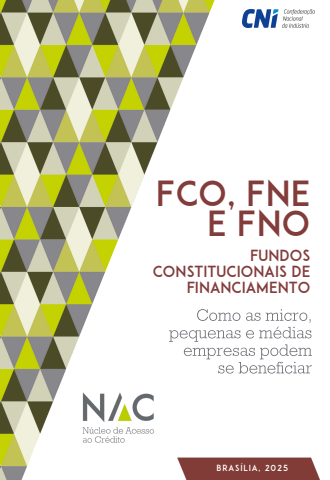 CNI
Confederação
Nacional
da Indústria
FCO, FNE
E FNO
FUNDOS
CONSTITUCIONAIS DE
FINANCIAMENTO
Como as micro,
pequenas e médias
empresas podem
se beneficiar
NAC
Núcleo de Acesso
ao Crédito
BRASÍLIA, 2025